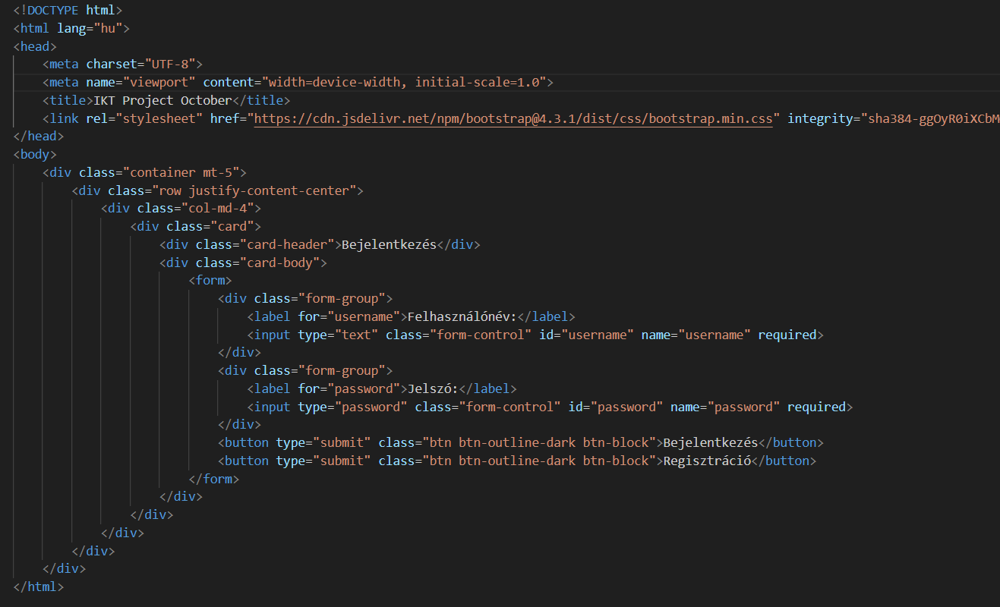 <!DOCTYPE html>
<html lang="hu">
<head>
    <meta charset="UTF-8">
    <meta name="viewport" content="width=device-width, initial-scale=1.0">
    <title>IKT Project October</title>
    <link rel="stylesheet" href="https://cdn.jsdelivr.net/npm/bootstrap@4.3.1/dist/css/bootstrap.min.css" integrity="sha384-ggOyR0iXCbM
</head>
<body>
    <div class="container mt-5">
        <div class="row justify-content-center">
            <div class="col-md-4">
                <div class="card">
                    <div class="card-header">Bejelentkezés</div>
                    <div class="card-body">
                        <form>
                            <div class="form-group">
                                <label for="username">Felhasználónév:</label>
                                <input type="text" class="form-control" id="username" name="username" required>
                            </div>
                            <div class="form-group">
                                <label for="password">Jelszó:</label>
                                <input type="password" class="form-control" id="password" name="password" required>
                            </div>
                            <button type="submit" class="btn btn-outline-dark btn-block">Bejelentkezés</button>
                            <button type="submit" class="btn btn-outline-dark btn-block">Regisztráció</button>
                        </form>
                    </div>
                </div>
            </div>
        </div>
    </div>
</html>